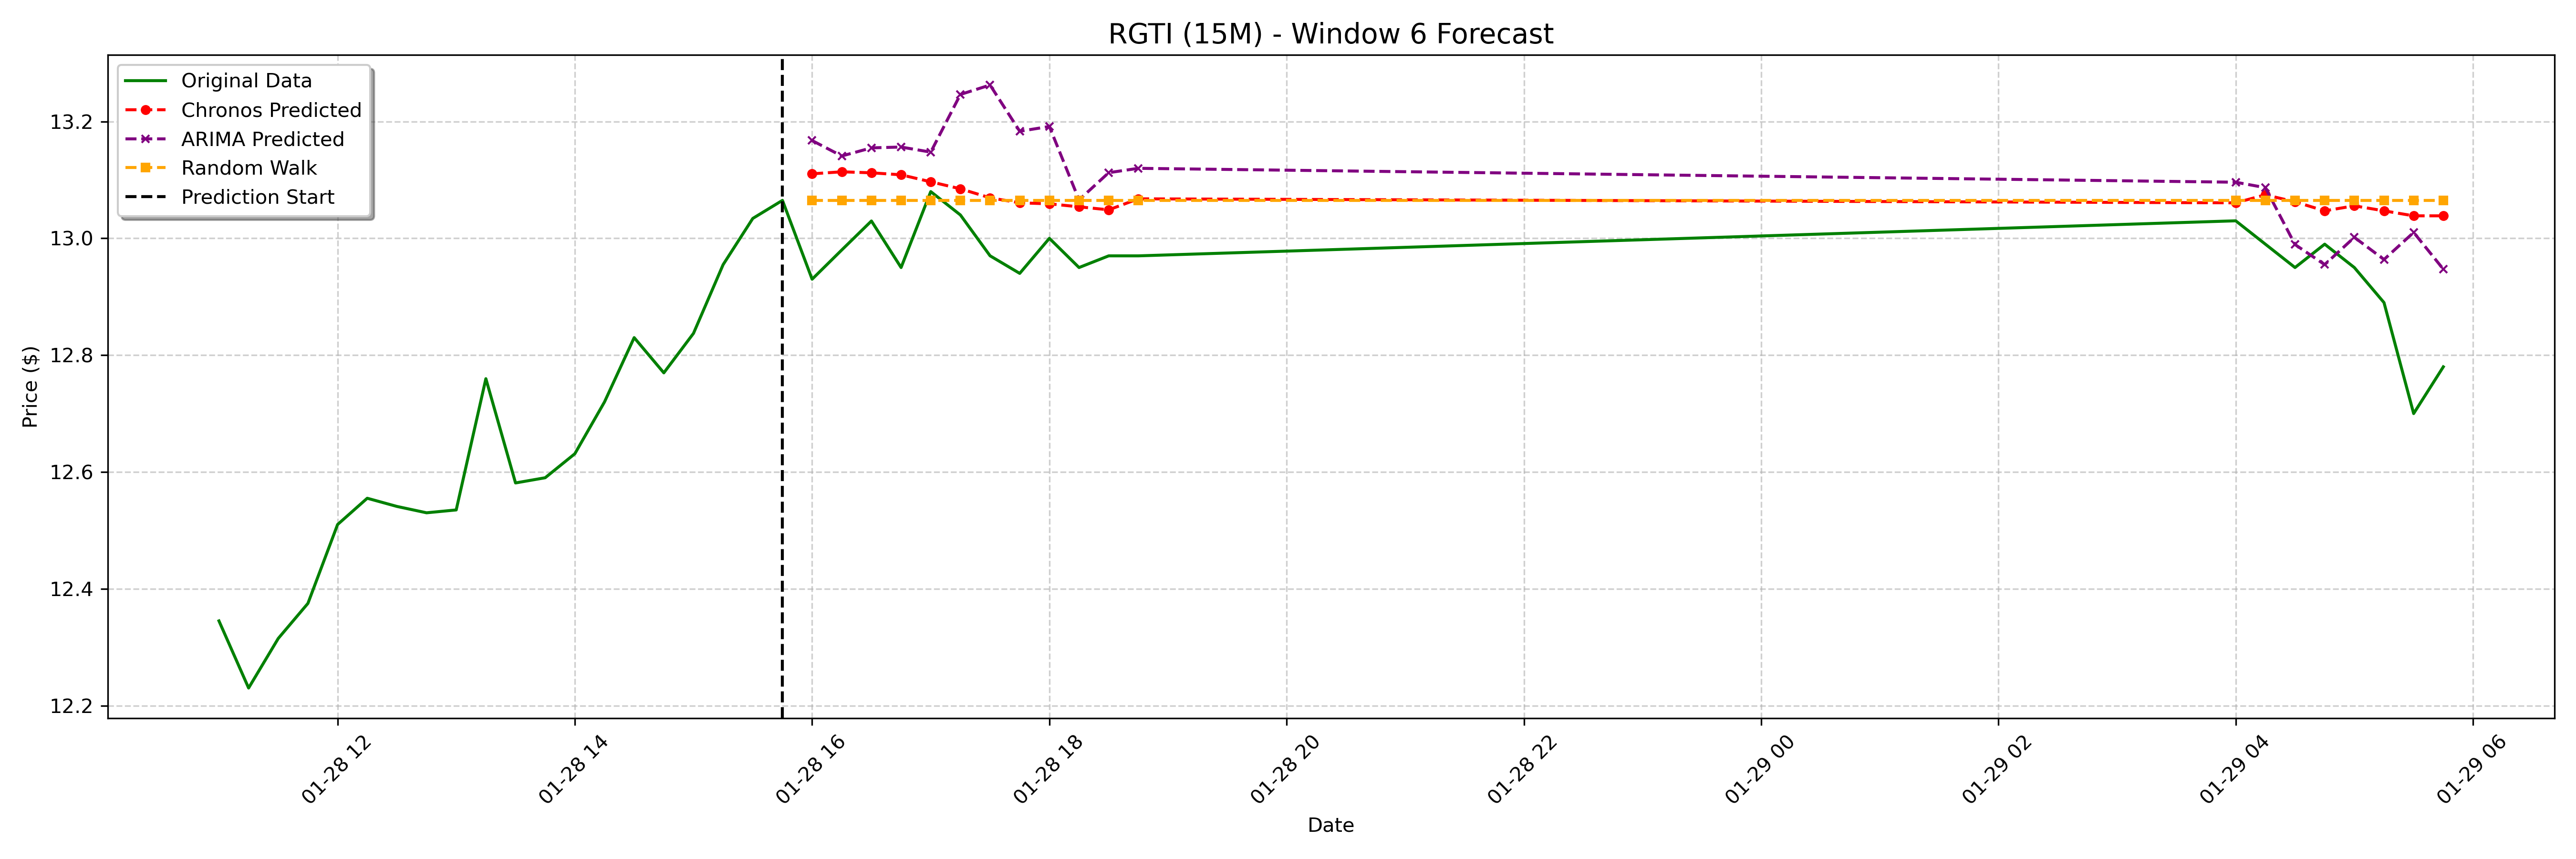 RGTI (15M) - Window 6 Forecast
Original Data
Chronos Predicted
ARIMA Predicted
Random Walk
Prediction Start
Price ($)
13.2
13.0
12.8
12.6
12.4
12.2
01-28 12
01-28 14
01-28 16
01-28 18
01-28 20
01-28 22
01-29 00
01-29 02
01-29 04
01-29 06
Date